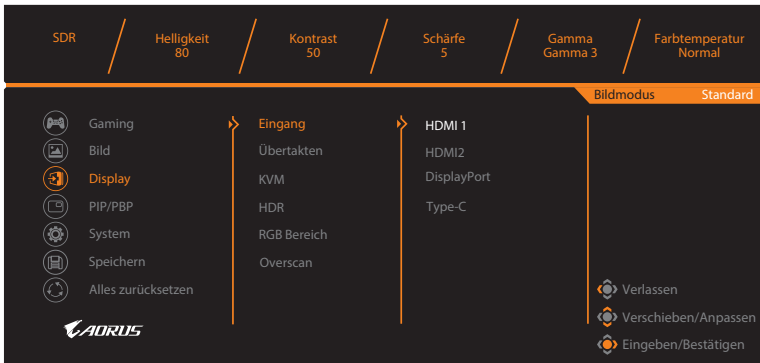 SDR
Helligkeit
80
Kontrast
50
Schärfe
5
Gamma
Gamma 3
Farbtemperatur
Normal
Bildmodus Standard
Gaming
Bild
Display
PIP/PBP
System
Speichern
Alles zurücksetzen
Eingang
Übertakten
KVM
HDR
RGB Bereich
Overscan
HDMI 1
HDMI2
DisplayPort
Type-C
Verlassen
Verschieben/Anpassen
Eingeben/Bestätigen
AORUS